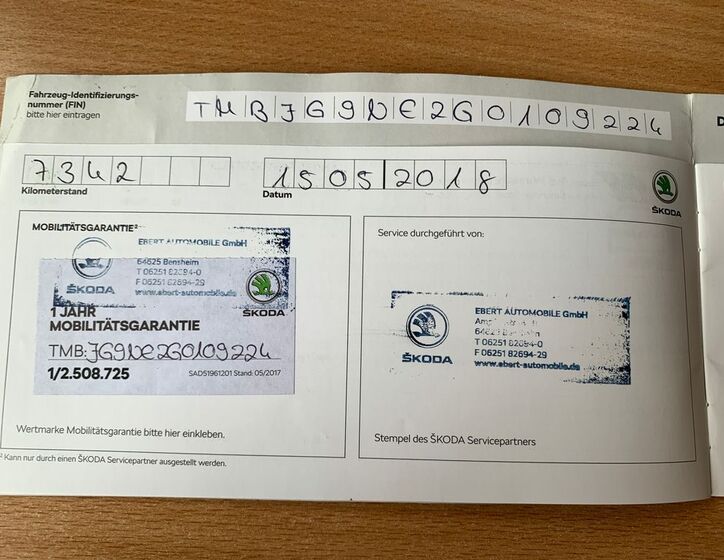 Fahrzeug-Identifizierungs-
nummer (FIN)
bitte hier eintragen
TMBJG9NE2G0109224
7342
Kilometerstand
15052018
Datum
ŠKODA
MOBILITÄTSGARANTIE²
EBERT AUTOMOBILE GmbH
64625 Bensheim
T 06251 82694-0
F 06251 82694-29
www.ebert-automobile.de
ŠKODA
ŠKODA
1 JAHR
MOBILITÄTSGARANTIE
TMB: JG9NE2G0109224
1/2.508.725
SAD51961201 Stand: 05/2017
Wertmarke Mobilitätsgarantie bitte hier einkleben.
² Kann nur durch einen ŠKODA Servicepartner ausgestellt werden.
Service durchgeführt von:
EBERT AUTOMOBILE GmbH
64625 Bensheim
T 06251 82694-0
F 06251 82694-29
www.ebert-automobile.de
ŠKODA
Stempel des ŠKODA Servicepartners
D